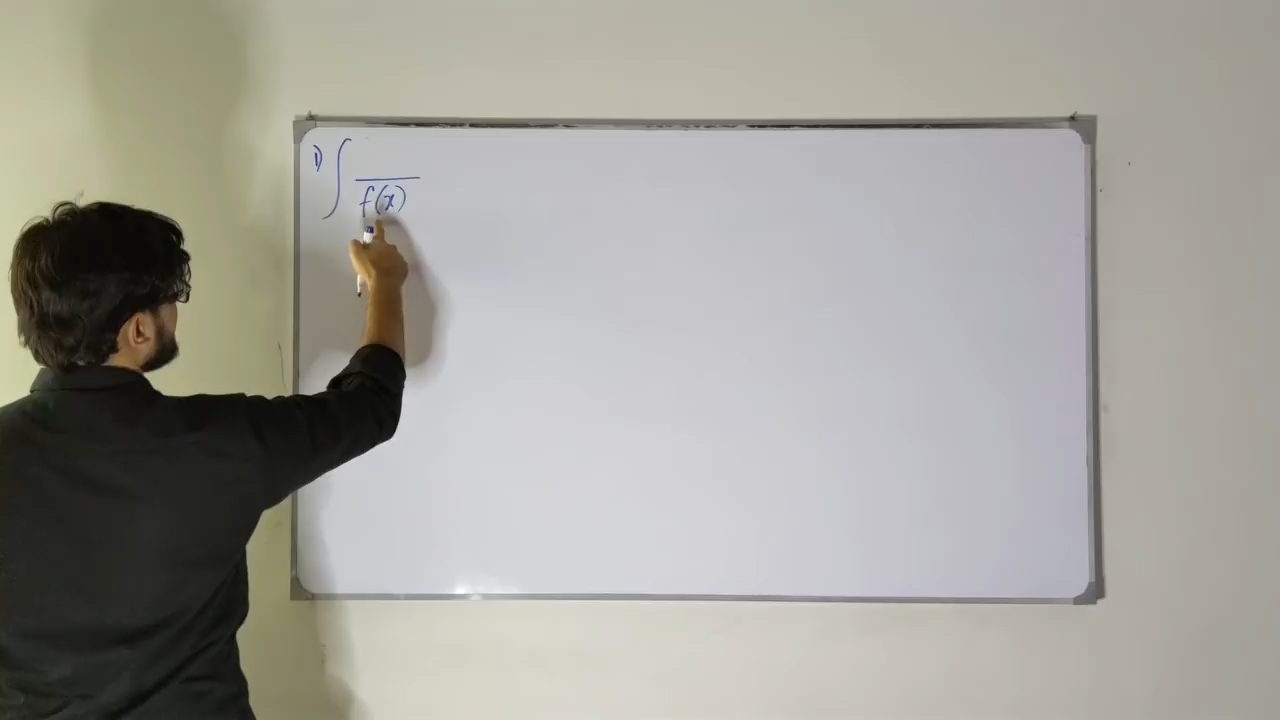 1) ∫ ―
f(x)